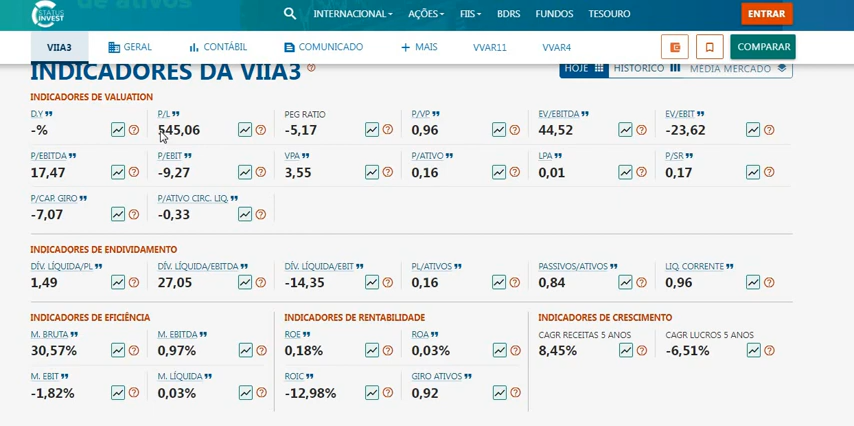 de ativos
STATUS
INVEST
INTERNACIONAL AÇÕES FIIS BDRS FUNDOS TESOURO ENTRAR
VIIA3 GERAL CONTÁBIL COMUNICADO + MAIS VVAR11 VVAR4 COMPARAR
INDICADORES DA VIIA3
HOJE HISTÓRICO MÉDIA MERCADO
INDICADORES DE VALUATION
D.Y P/L PEG RATIO P/VP EV/EBITDA EV/EBIT
-% 545,06 -5,17 0,96 44,52 -23,62
P/EBITDA P/EBIT VPA P/ATIVO LPA P/SR
17,47 -9,27 3,55 0,16 0,01 0,17
P/CAP. GIRO P/ATIVO CIRC. LIQ.
-7,07 -0,33
INDICADORES DE ENDIVIDAMENTO
DÍV. LÍQUIDA/PL DÍV. LÍQUIDA/EBITDA DÍV. LÍQUIDA/EBIT PL/ATIVOS PASSIVOS/ATIVOS LIQ. CORRENTE
1,49 27,05 -14,35 0,16 0,84 0,96
INDICADORES DE EFICIÊNCIA INDICADORES DE RENTABILIDADE INDICADORES DE CRESCIMENTO
M. BRUTA M. EBITDA ROE ROA CAGR RECEITAS 5 ANOS CAGR LUCROS 5 ANOS
30,57% 0,97% 0,18% 0,03% 8,45% -6,51%
M. EBIT M. LÍQUIDA ROIC GIRO ATIVOS
-1,82% 0,03% -12,98% 0,92